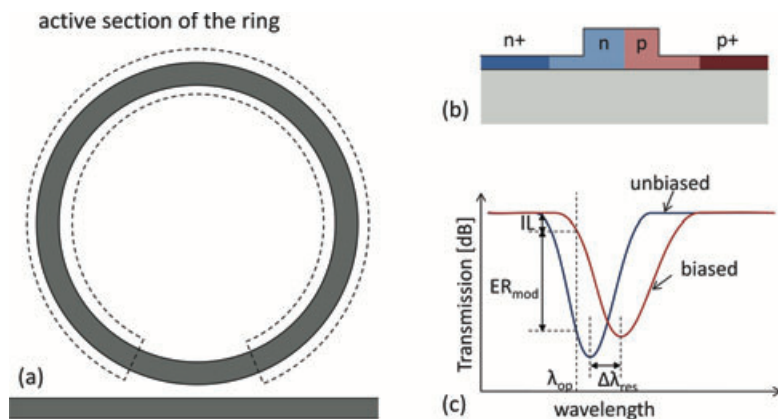 active section of the ring
(a)
n+
n
p
p+
(b)
Transmission [dB]
IL
unbiased
ER_mod
biased
λ_op
Δλ_res
wavelength
(c)